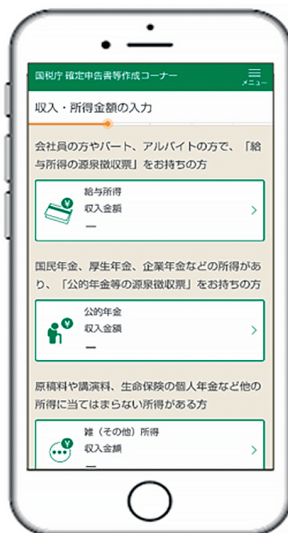 国税庁 確定申告書等作成コーナー
メニュー
収入・所得金額の入力
会社員の方やパート、アルバイトの方で、「給
与所得の源泉徴収票」をお持ちの方
給与所得
収入金額
—
国民年金、厚生年金、企業年金などの所得があ
り、「公的年金等の源泉徴収票」をお持ちの方
公的年金
収入金額
—
原稿料や講演料、生命保険の個人年金など他の
所得に当てはまらない所得がある方
雑（その他）所得
収入金額
—